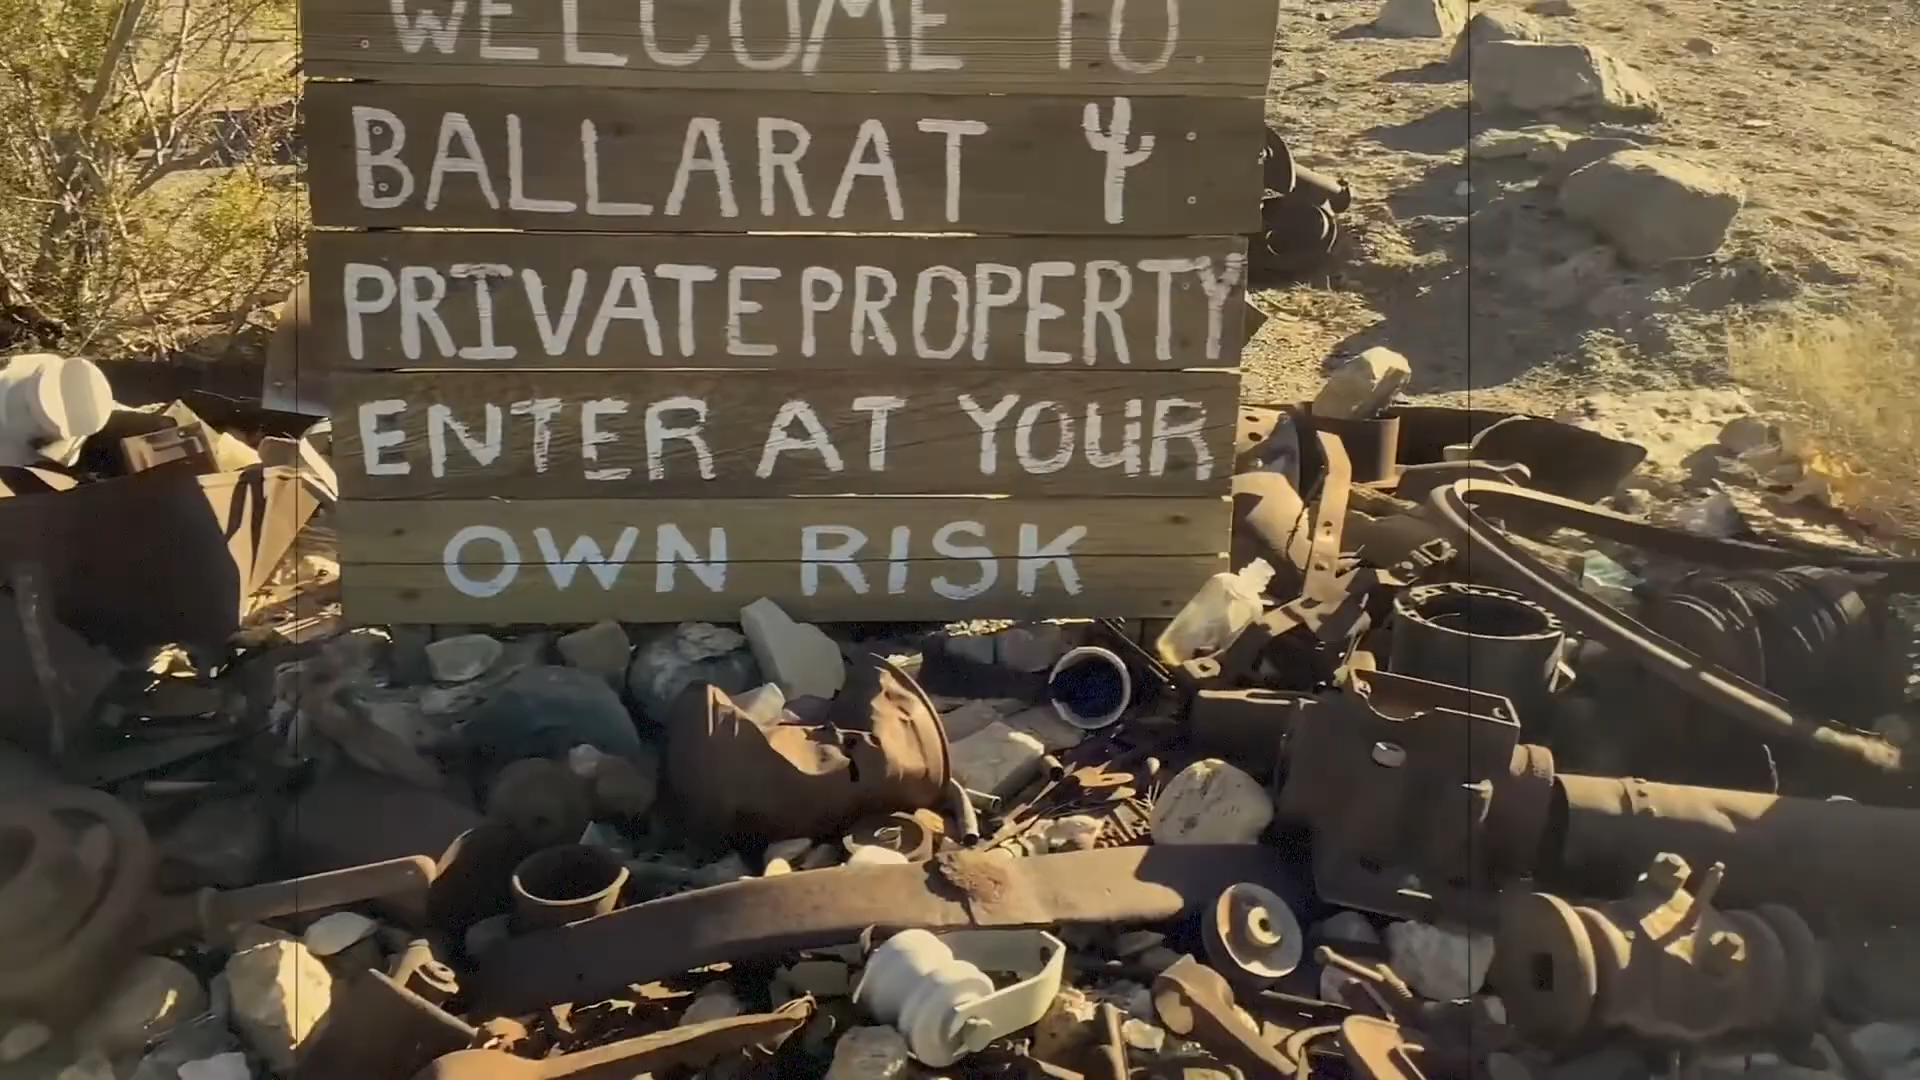 WELCOME TO
BALLARAT
PRIVATE PROPERTY
ENTER AT YOUR
OWN RISK